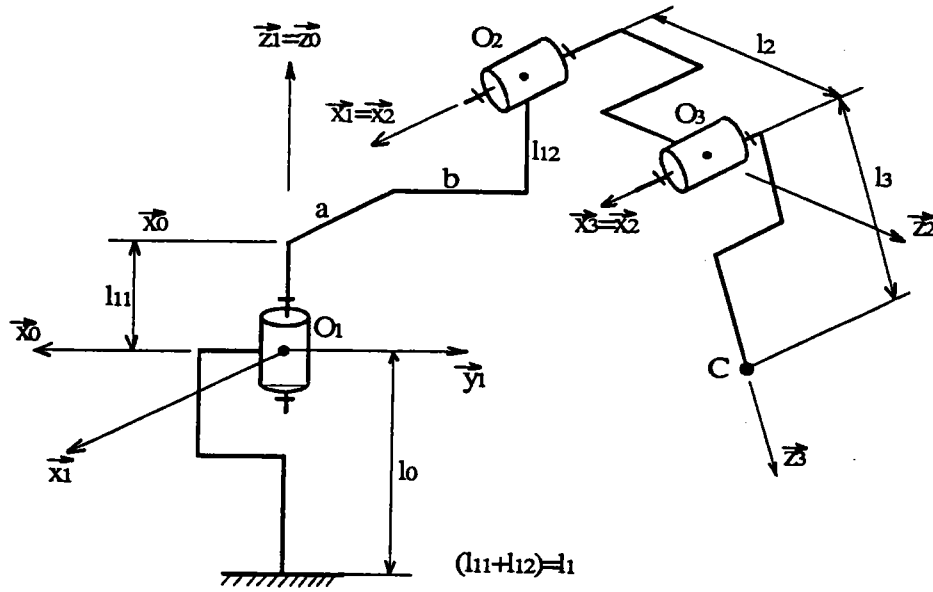 z1=z0
O2
l2
x1=x2
l12
O3
b
a
l3
x0
x3=x2
z2
l11
O1
x0
y1
C
x1
l0
z3
(l11+l12)=l1